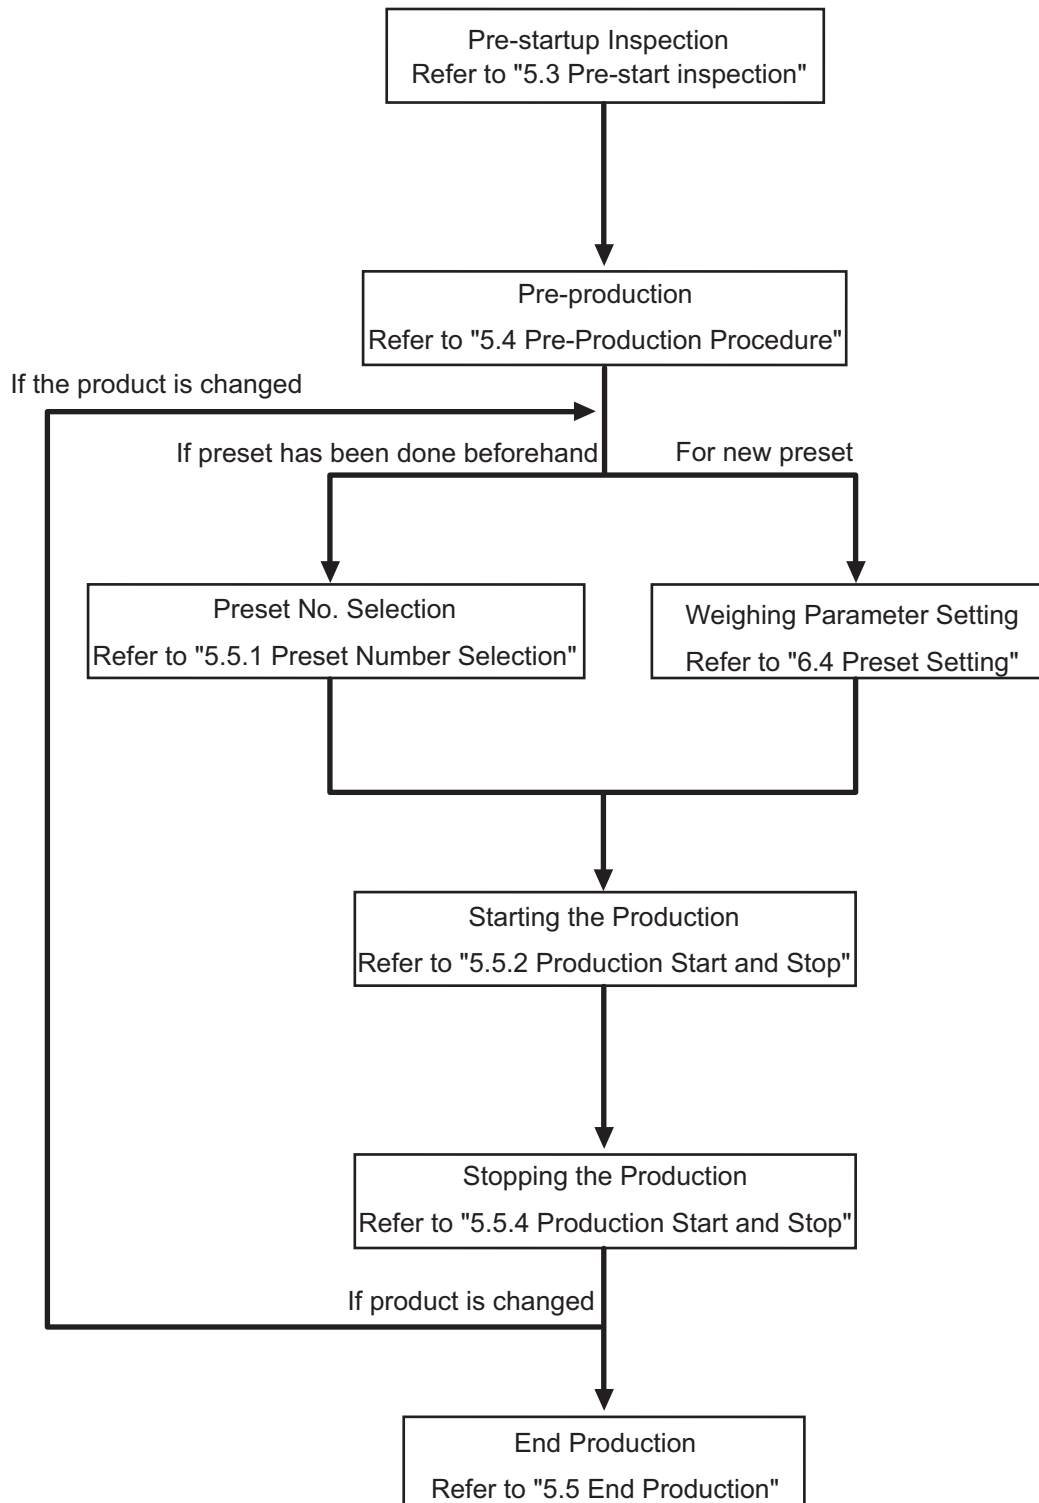 Pre-startup Inspection
Refer to "5.3 Pre-start inspection"
Pre-production
Refer to "5.4 Pre-Production Procedure"
If the product is changed
If preset has been done beforehand
For new preset
Preset No. Selection
Refer to "5.5.1 Preset Number Selection"
Weighing Parameter Setting
Refer to "6.4 Preset Setting"
Starting the Production
Refer to "5.5.2 Production Start and Stop"
Stopping the Production
Refer to "5.5.4 Production Start and Stop"
If product is changed
End Production
Refer to "5.5 End Production"